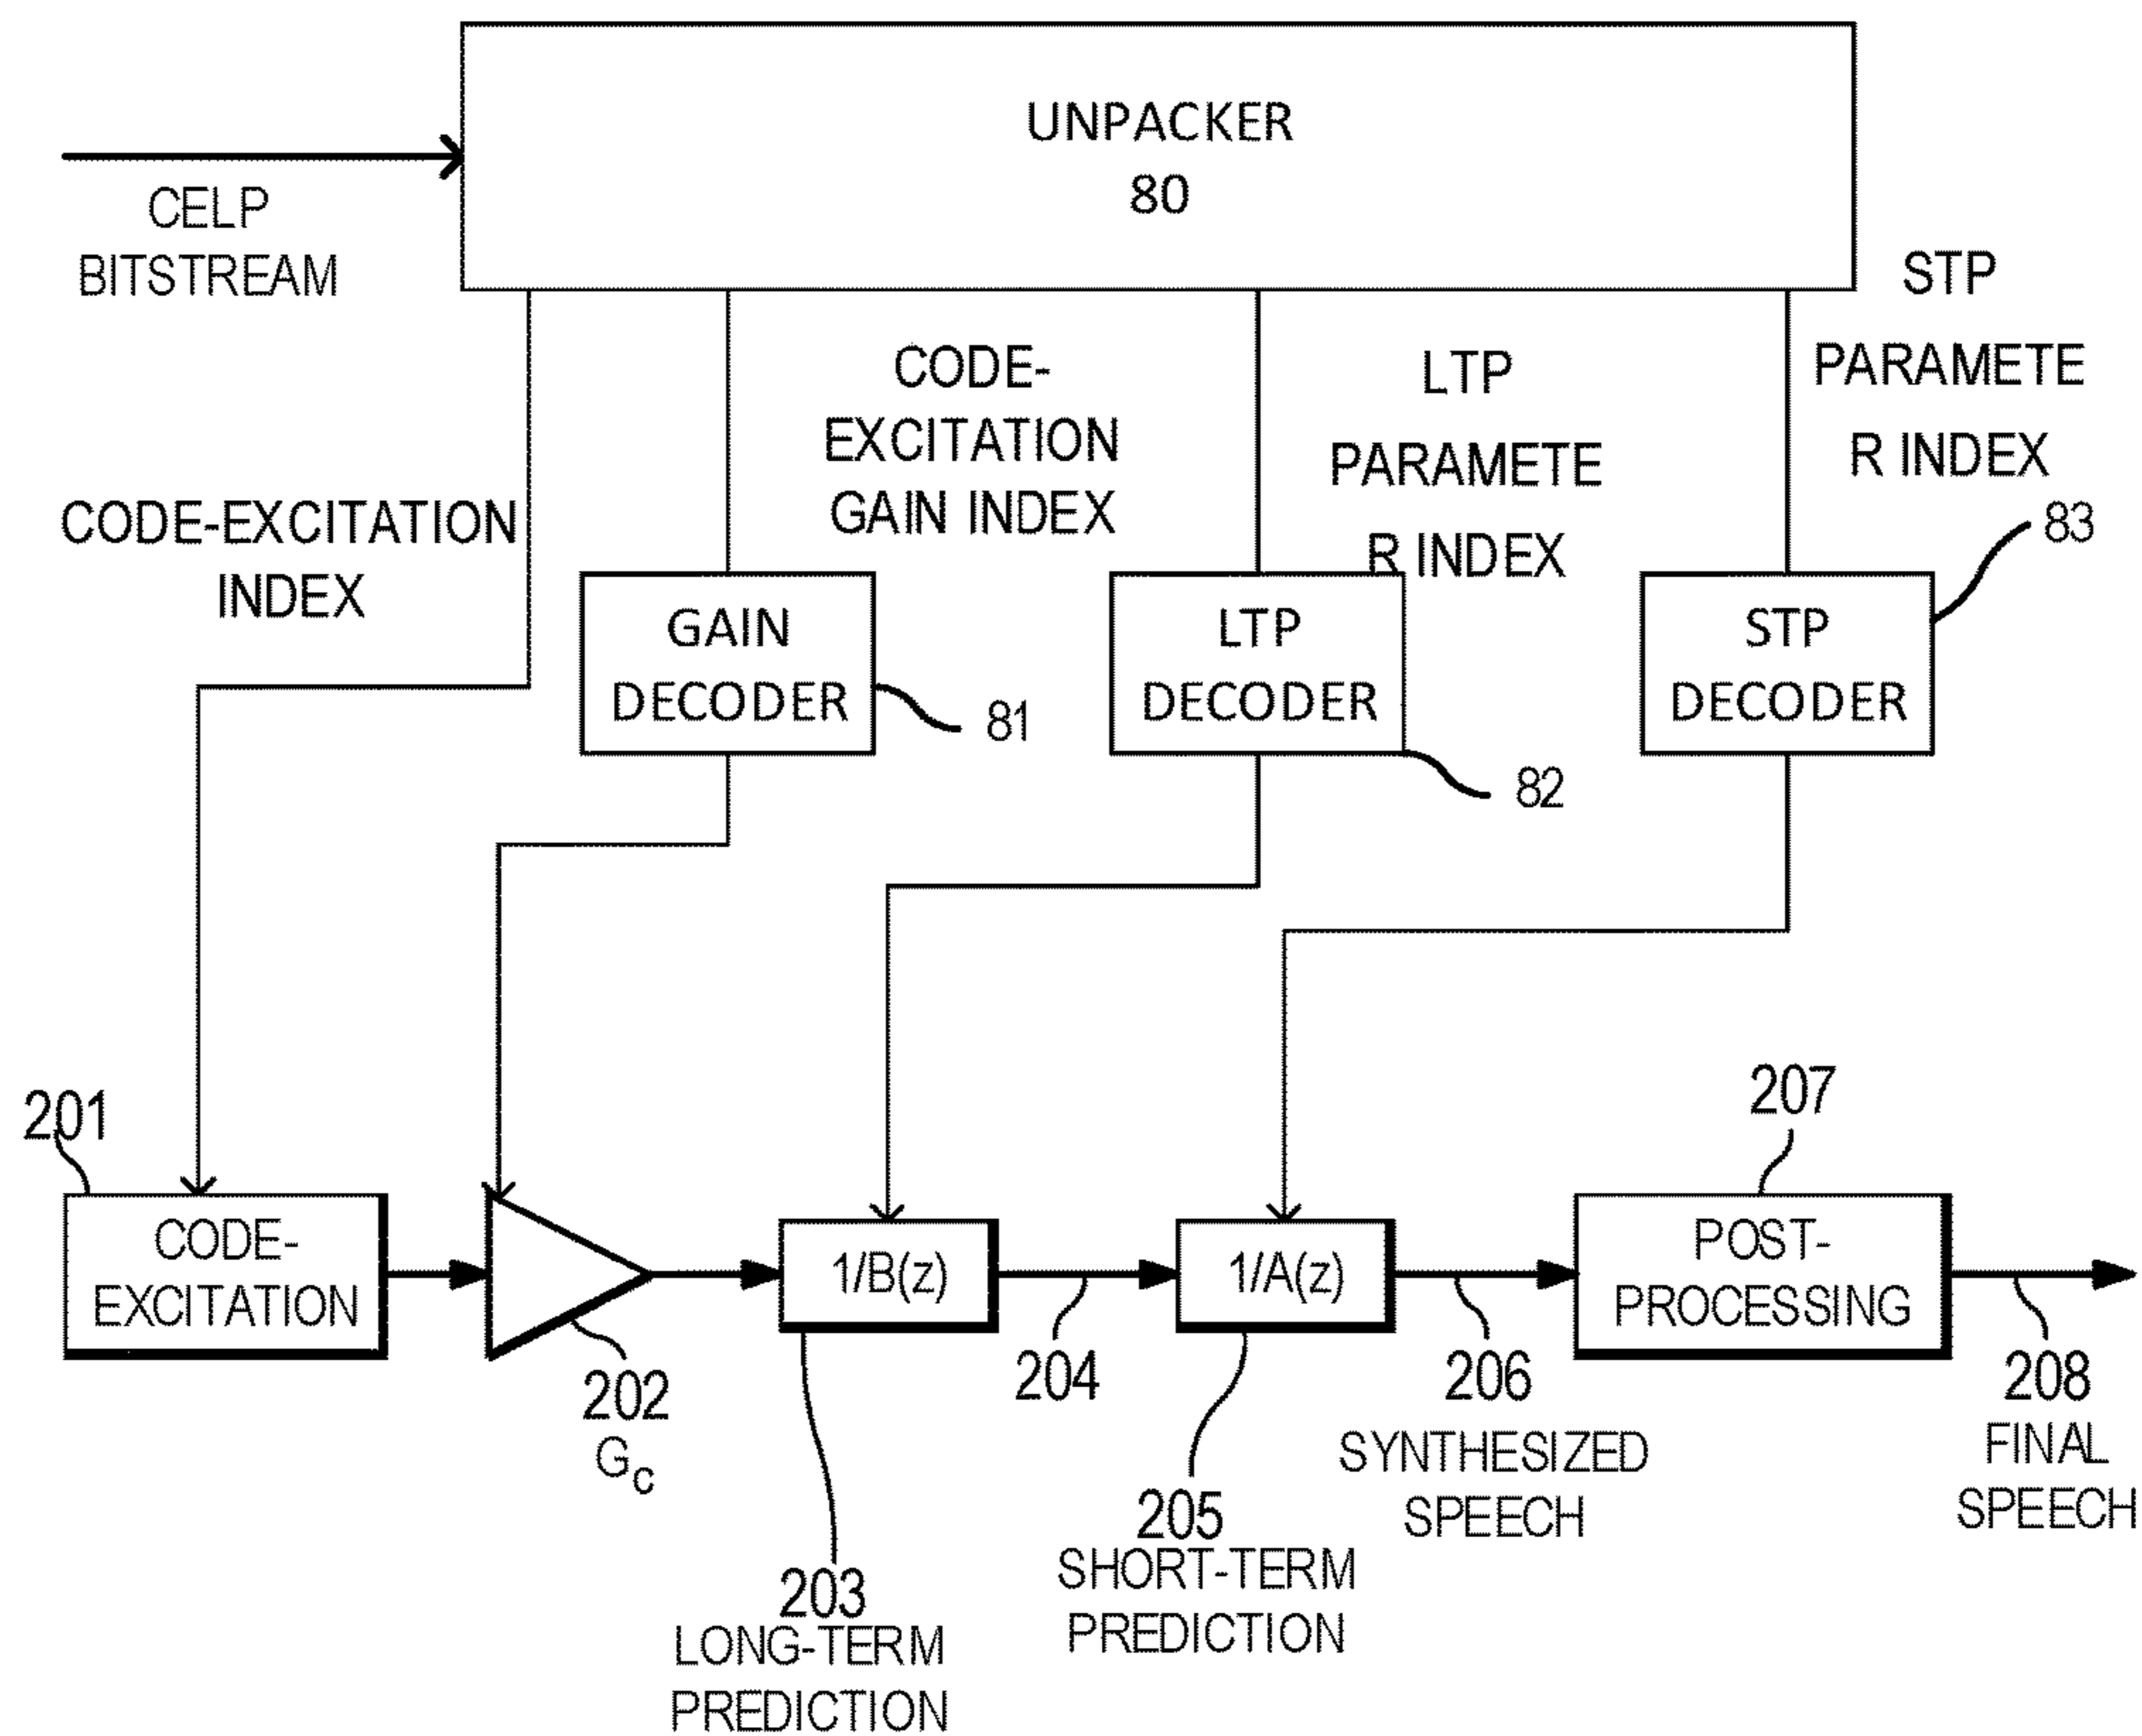 UNPACKER
80
CELP
BITSTREAM
STP
PARAMETE
R INDEX
CODE-
EXCITATION
GAIN INDEX
LTP
PARAMETE
R INDEX
CODE-EXCITATION
INDEX
83
GAIN
DECODER
81
LTP
DECODER
82
STP
DECODER
201
CODE-
EXCITATION
202
Gc
1/B(z)
203
LONG-TERM
PREDICTION
204
1/A(z)
205
SHORT-TERM
PREDICTION
206
SYNTHESIZED
SPEECH
207
POST-
PROCESSING
208
FINAL
SPEECH